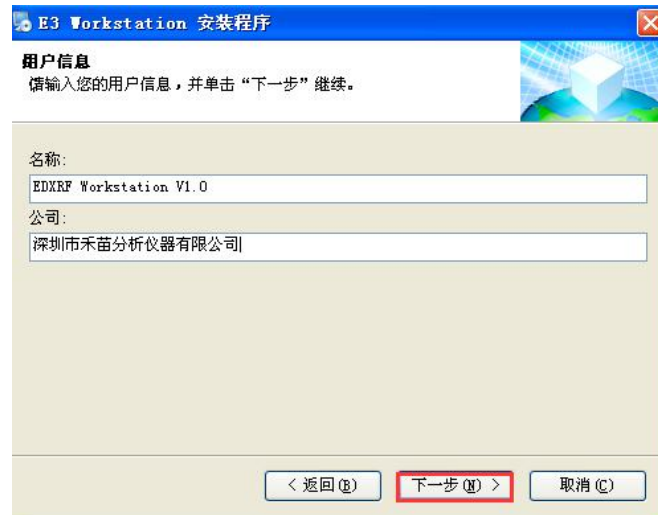 E3 Workstation 安装程序
用户信息
请输入您的用户信息，并单击“下一步”继续。
名称:
EDXRF Workstation V1.0
公司:
深圳市禾苗分析仪器有限公司
< 返回(B)
下一步(N) >
取消(C)